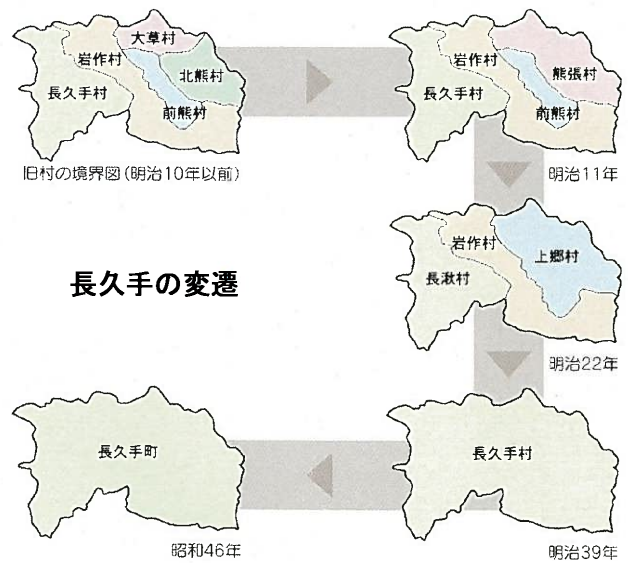 大草村
岩作村
北熊村
長久手村
前熊村
旧村の境界図(明治10年以前)
岩作村
熊張村
長久手村
前熊村
明治11年
岩作村
上郷村
長湫村
明治22年
長久手の変遷
長久手村
明治39年
長久手町
昭和46年